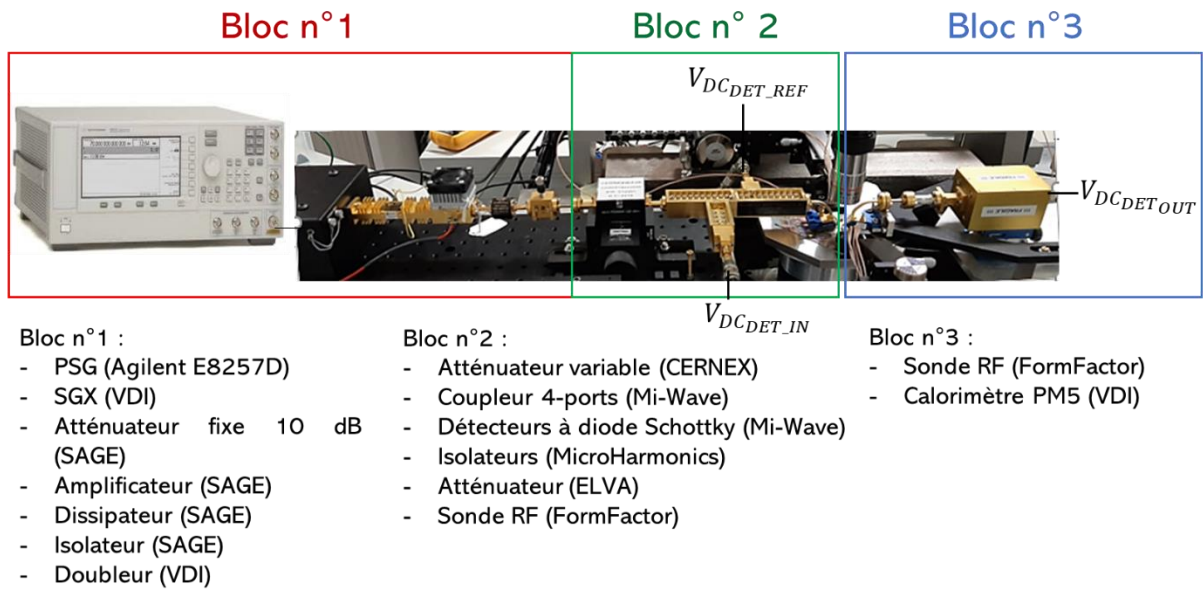 Bloc n°1
Bloc n° 2
Bloc n°3
V_DC_DET_REF
V_DC_DET_OUT
V_DC_DET_IN
Bloc n°1 :
- PSG (Agilent E8257D)
- SGX (VDI)
- Atténuateur fixe 10 dB
(SAGE)
- Amplificateur (SAGE)
- Dissipateur (SAGE)
- Isolateur (SAGE)
- Doubleur (VDI)
Bloc n°2 :
- Atténuateur variable (CERNEX)
- Coupleur 4-ports (Mi-Wave)
- Détecteurs à diode Schottky (Mi-Wave)
- Isolateurs (MicroHarmonics)
- Atténuateur (ELVA)
- Sonde RF (FormFactor)
Bloc n°3 :
- Sonde RF (FormFactor)
- Calorimètre PM5 (VDI)